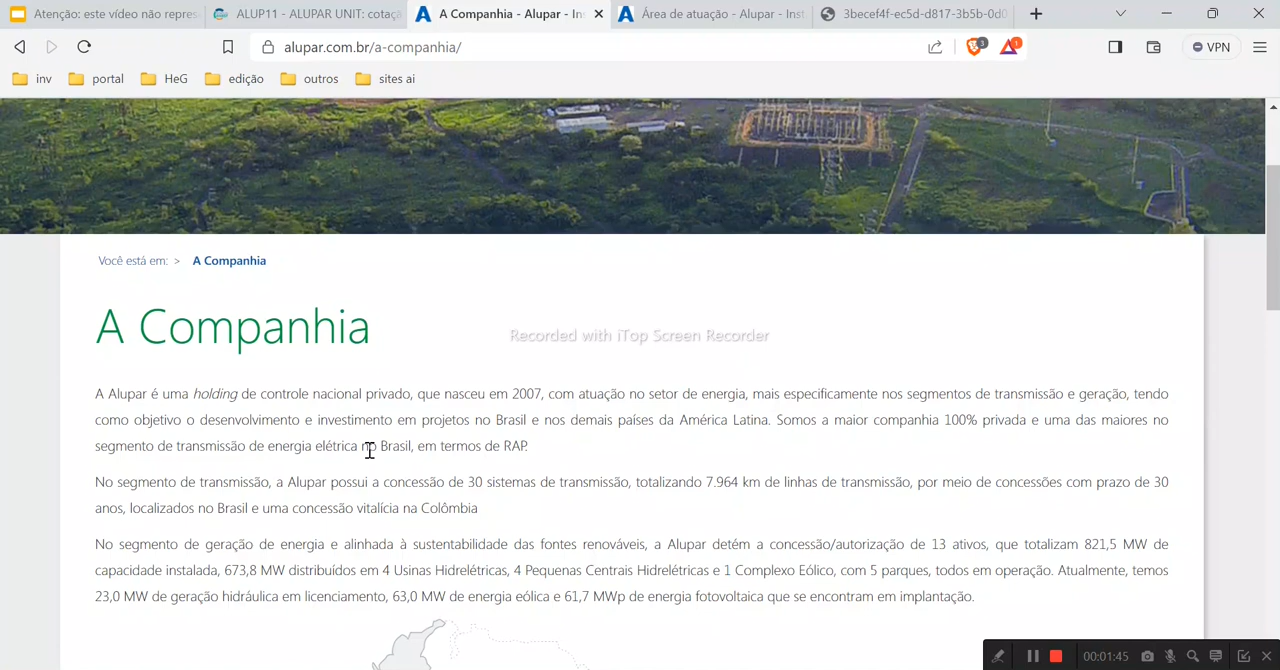 Atenção: este vídeo não repres
ALUP11 - ALUPAR UNIT: cotaçã
A Companhia - Alupar - In
Área de atuação - Alupar - Inst
3becef4f-ec5d-d817-3b5b-0d0
alupar.com.br/a-companhia/
3
1
VPN
inv
portal
HeG
edição
outros
sites ai
Você está em: > A Companhia
A Companhia
Recorded with iTop Screen Recorder
A Alupar é uma holding de controle nacional privado, que nasceu em 2007, com atuação no setor de energia, mais especificamente nos segmentos de transmissão e geração, tendo
como objetivo o desenvolvimento e investimento em projetos no Brasil e nos demais países da América Latina. Somos a maior companhia 100% privada e uma das maiores no
segmento de transmissão de energia elétrica no Brasil, em termos de RAP.
No segmento de transmissão, a Alupar possui a concessão de 30 sistemas de transmissão, totalizando 7.964 km de linhas de transmissão, por meio de concessões com prazo de 30
anos, localizados no Brasil e uma concessão vitalícia na Colômbia
No segmento de geração de energia e alinhada à sustentabilidade das fontes renováveis, a Alupar detém a concessão/autorização de 13 ativos, que totalizam 821,5 MW de
capacidade instalada, 673,8 MW distribuídos em 4 Usinas Hidrelétricas, 4 Pequenas Centrais Hidrelétricas e 1 Complexo Eólico, com 5 parques, todos em operação. Atualmente, temos
23,0 MW de geração hidráulica em licenciamento, 63,0 MW de energia eólica e 61,7 MWp de energia fotovoltaica que se encontram em implantação.
00:01:45